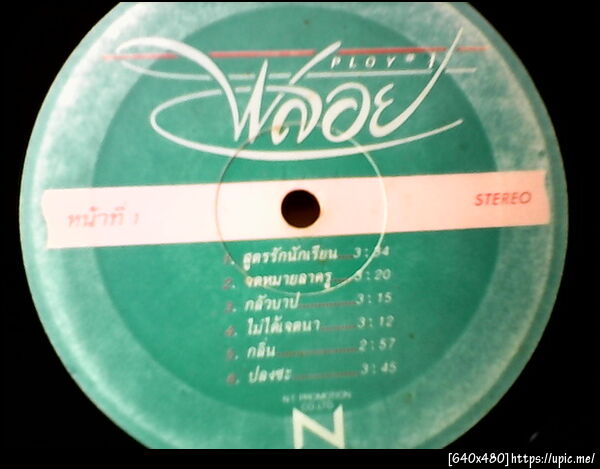 PLOY #1
พลอย
หน้าที่ 1
STEREO
1. สูตรรักนักเรียน.....3:34
2. จดหมายลาครู.....3:20
3. กลัวบาป............3:15
4. ไม่ได้เจตนา........3:12
5. กลิ่น..................2:57
6. ปลงซะ..............3:45
N.T. PROMOTION
CO.,LTD.
N
[640x480]https://upic.me/